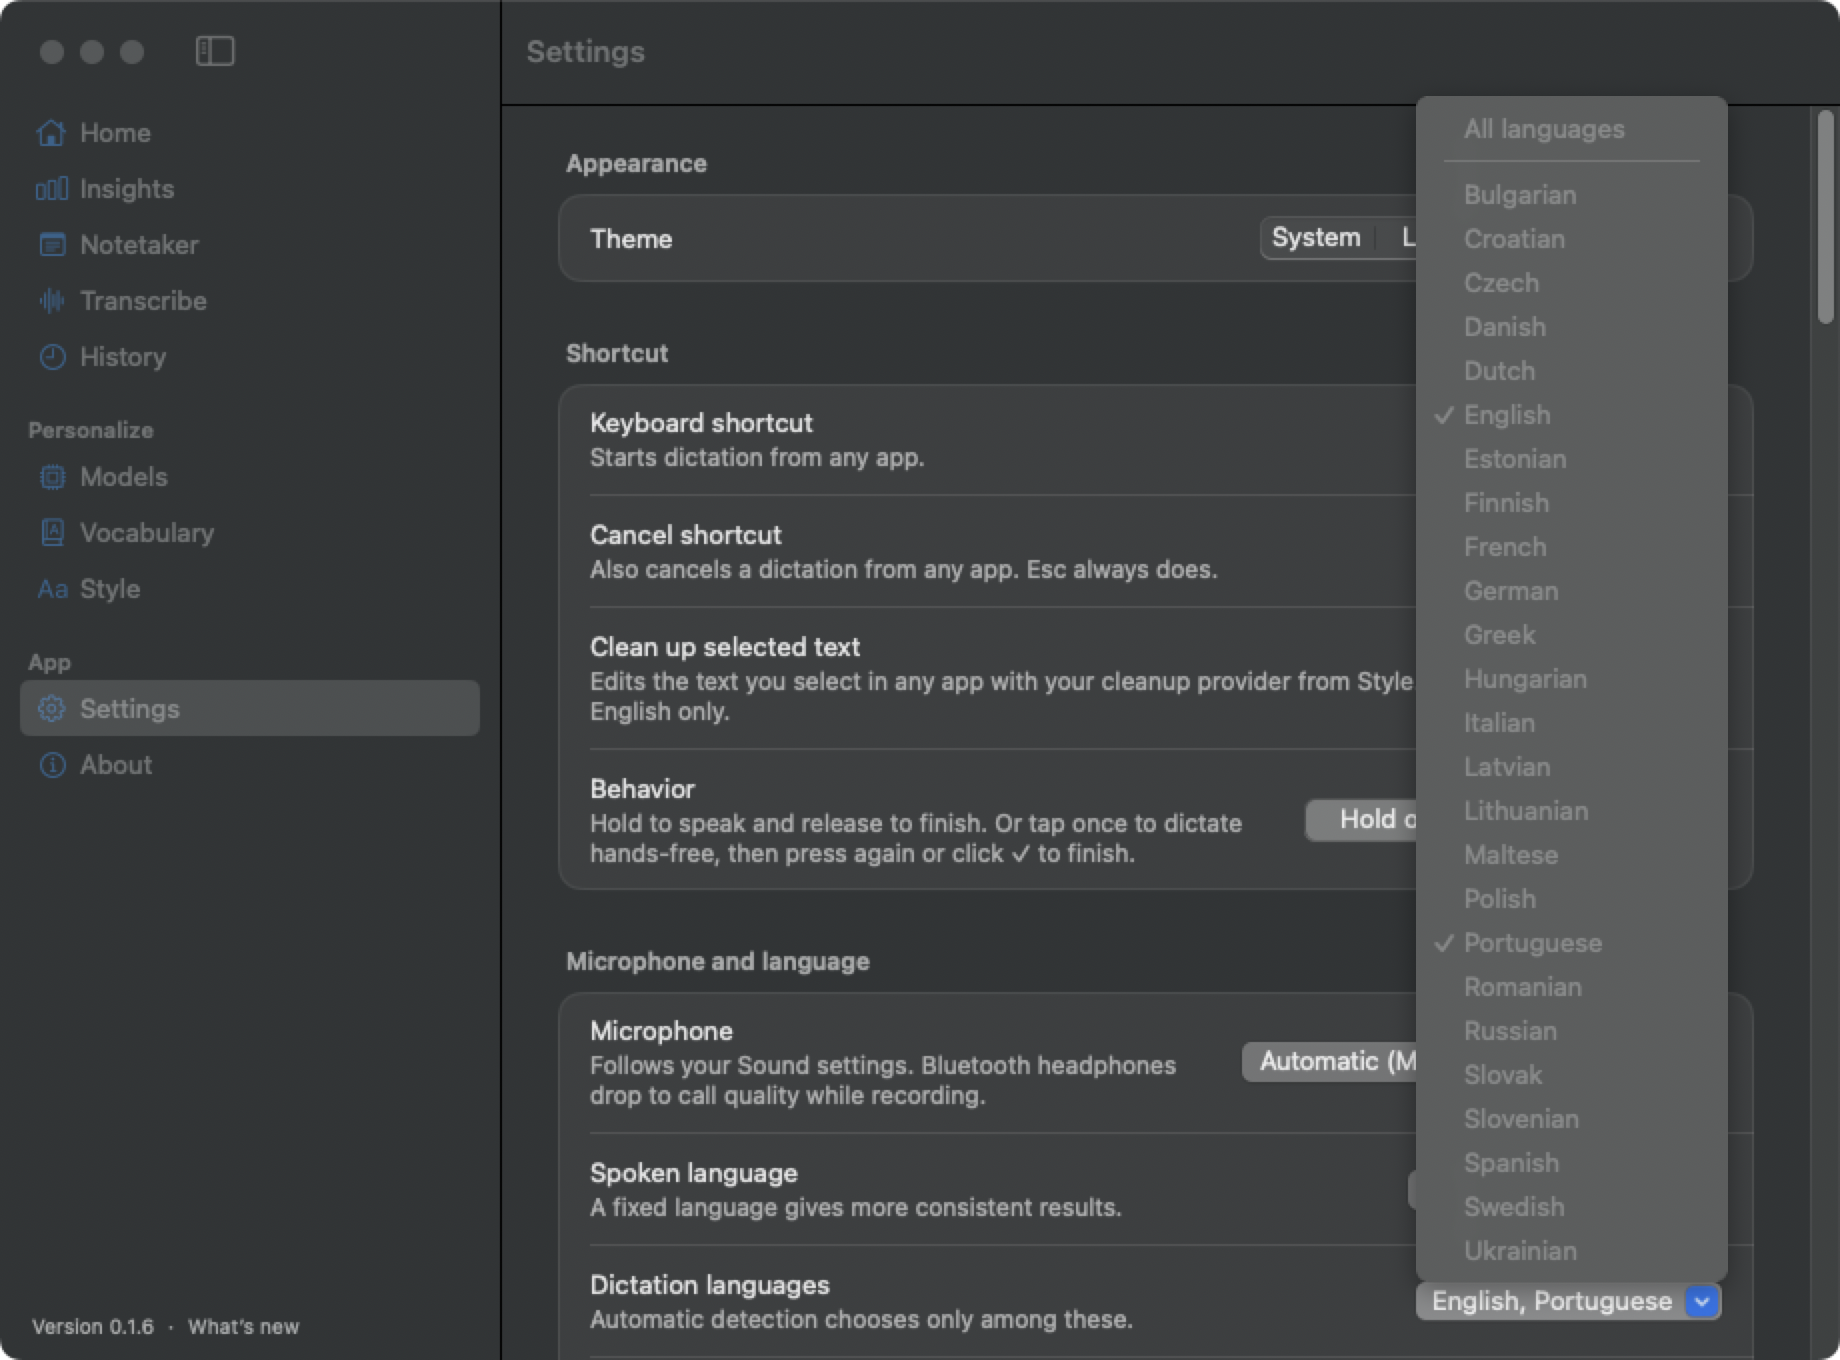 Settings
Home
Insights
Notetaker
Transcribe
History
Personalize
Models
Vocabulary
Aa Style
App
Settings
About
Version 0.1.6 · What's new
Appearance
Theme
System
Shortcut
Keyboard shortcut
Starts dictation from any app.
Cancel shortcut
Also cancels a dictation from any app. Esc always does.
Clean up selected text
Edits the text you select in any app with your cleanup provider from Style.
English only.
Behavior
Hold to speak and release to finish. Or tap once to dictate
hands-free, then press again or click ✓ to finish.
Hold
Microphone and language
Microphone
Follows your Sound settings. Bluetooth headphones
drop to call quality while recording.
Automatic (M
Spoken language
A fixed language gives more consistent results.
Dictation languages
Automatic detection chooses only among these.
English, Portuguese
All languages
Bulgarian
Croatian
Czech
Danish
Dutch
✓ English
Estonian
Finnish
French
German
Greek
Hungarian
Italian
Latvian
Lithuanian
Maltese
Polish
✓ Portuguese
Romanian
Russian
Slovak
Slovenian
Spanish
Swedish
Ukrainian